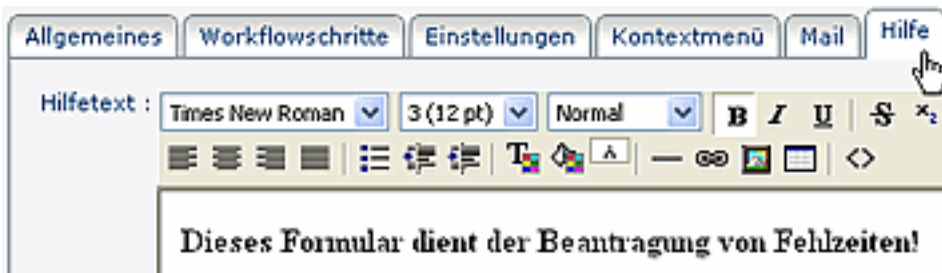 Allgemeines Workflowschritte Einstellungen Kontextmenü Mail Hilfe
Hilfetext : Times New Roman 3 (12 pt) Normal B I U S x₂
T A <>
Dieses Formular dient der Beantragung von Fehlzeiten!